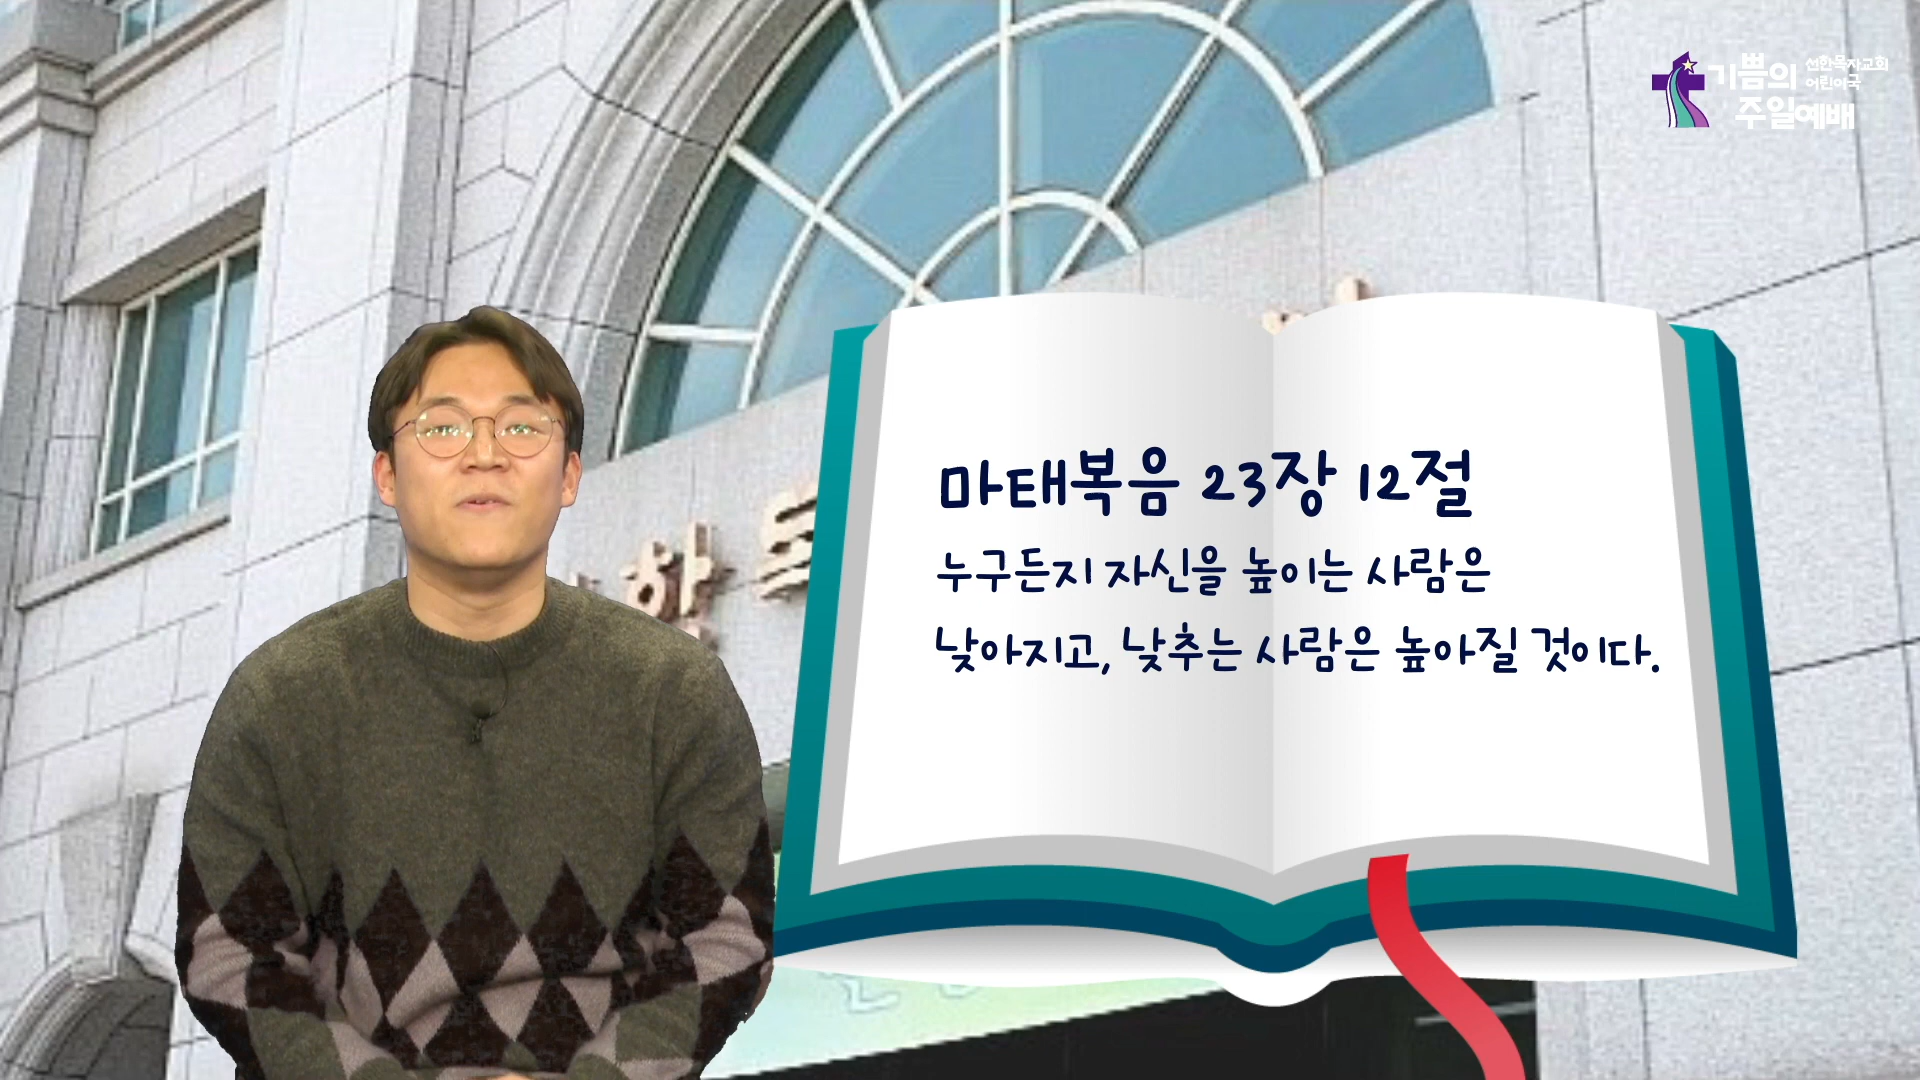 기쁨의
주일예배
선한목자교회
어린이국
마태복음 23장 12절
누구든지 자신을 높이는 사람은
낮아지고, 낮추는 사람은 높아질 것이다.
한